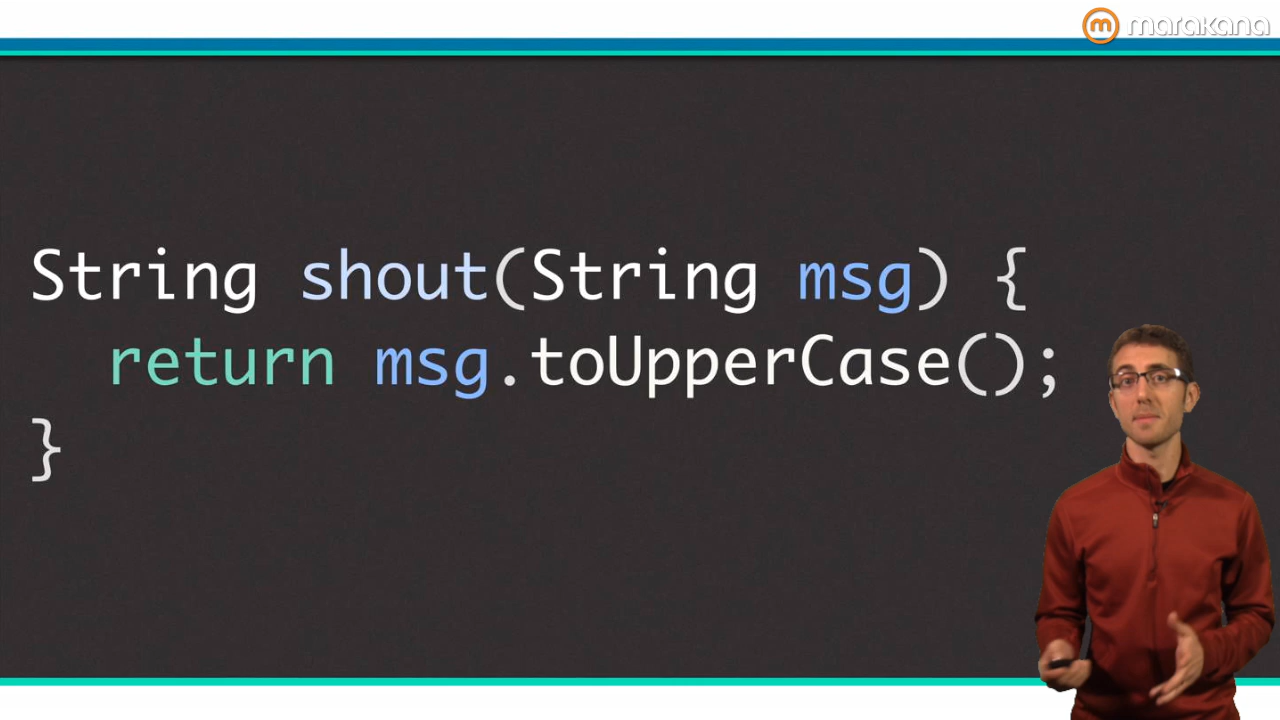 marakana
String shout(String msg) {
  return msg.toUpperCase();
}